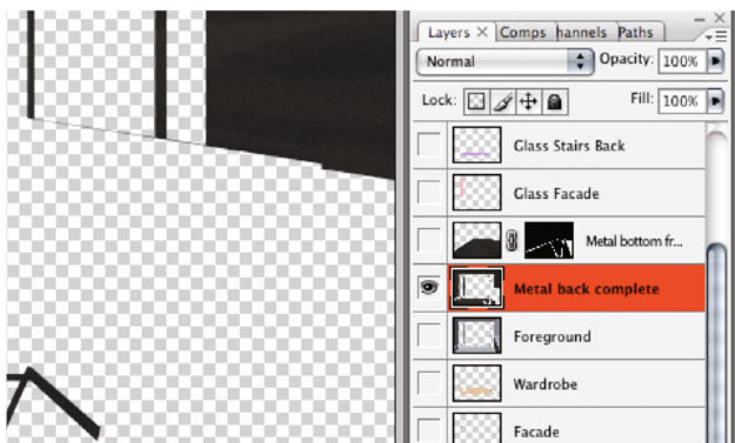 Layers × Comps hannels Paths
Normal Opacity: 100%
Lock: Fill: 100%
Glass Stairs Back
Glass Facade
Metal bottom fr...
Metal back complete
Foreground
Wardrobe
Facade